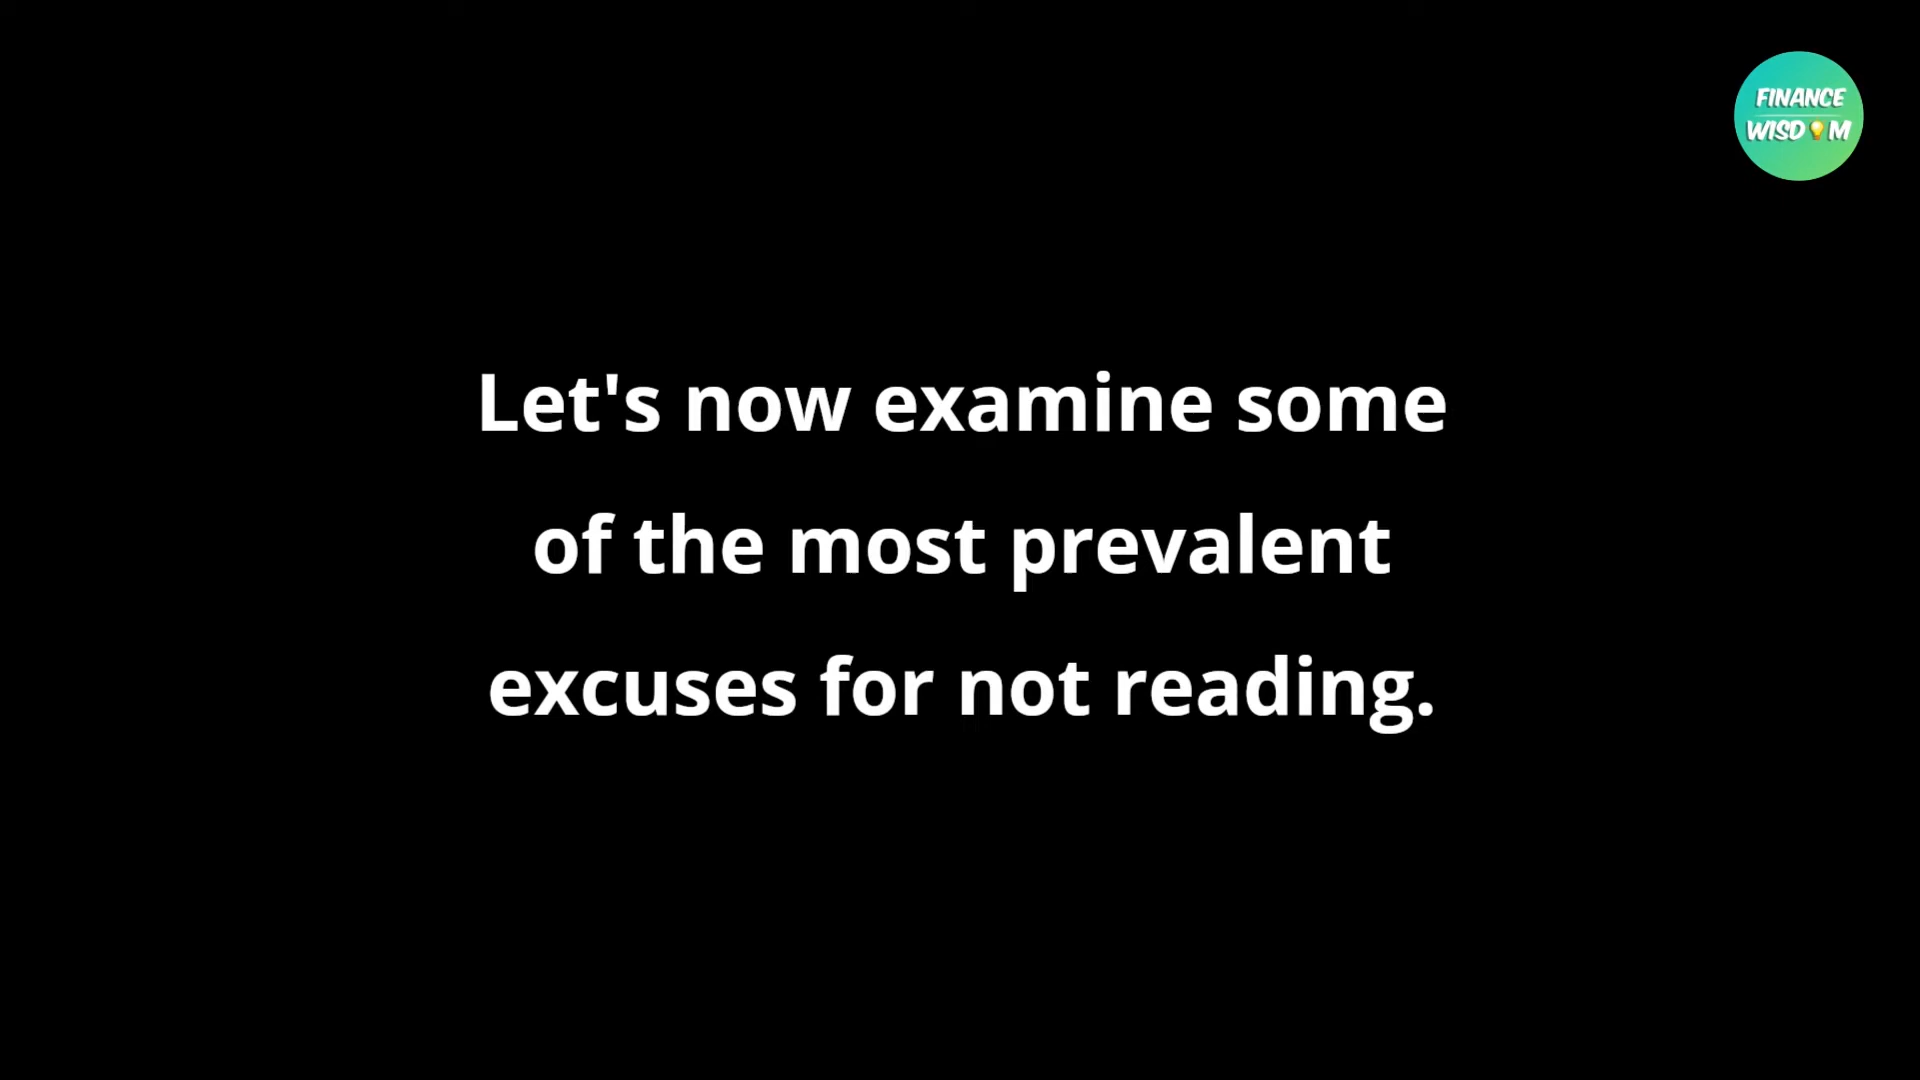 FINANCE
WISDOM
Let's now examine some
of the most prevalent
excuses for not reading.